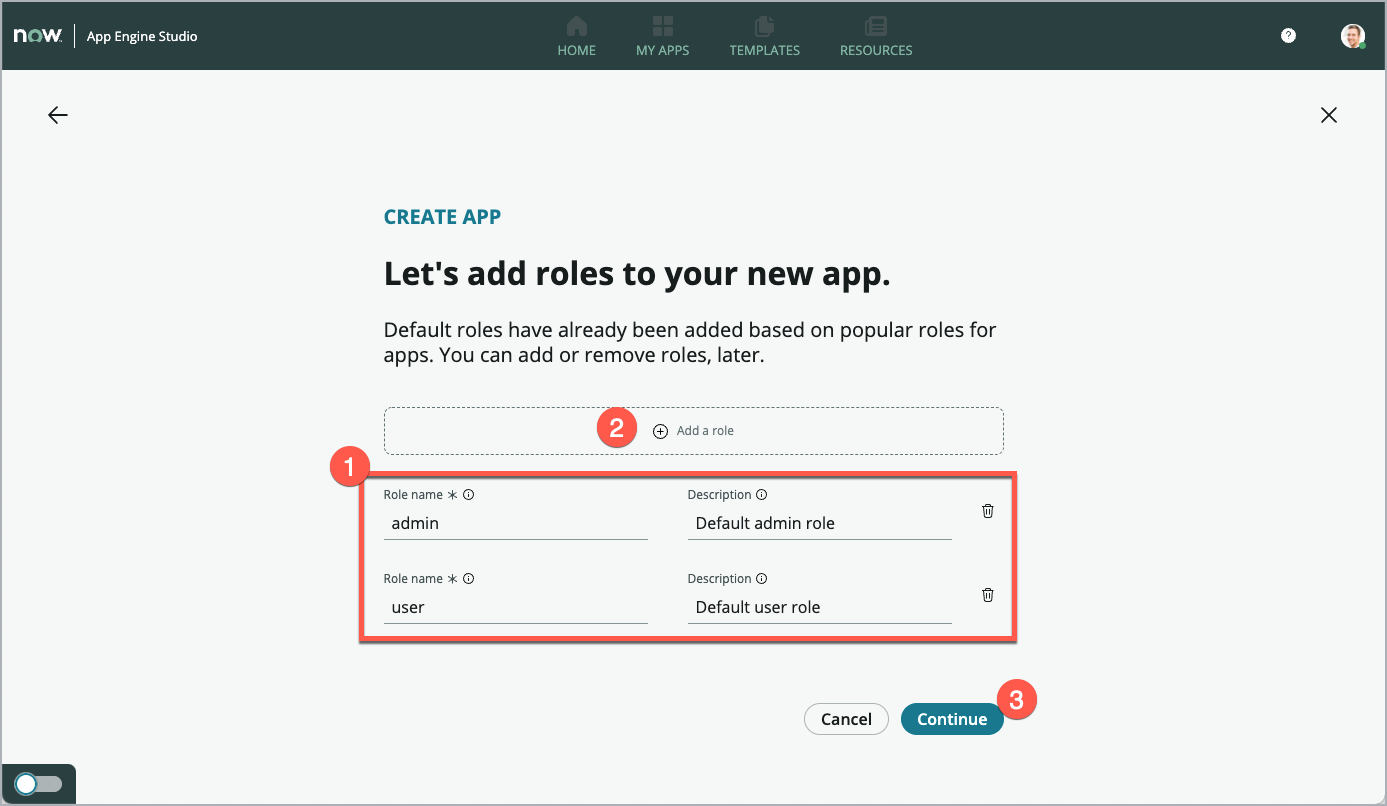 now. App Engine Studio
HOME MY APPS TEMPLATES RESOURCES
?
CREATE APP
Let's add roles to your new app.
Default roles have already been added based on popular roles for
apps. You can add or remove roles, later.
2 Add a role
1
Role name * Description
admin Default admin role
Role name * Description
user Default user role
3
Cancel Continue